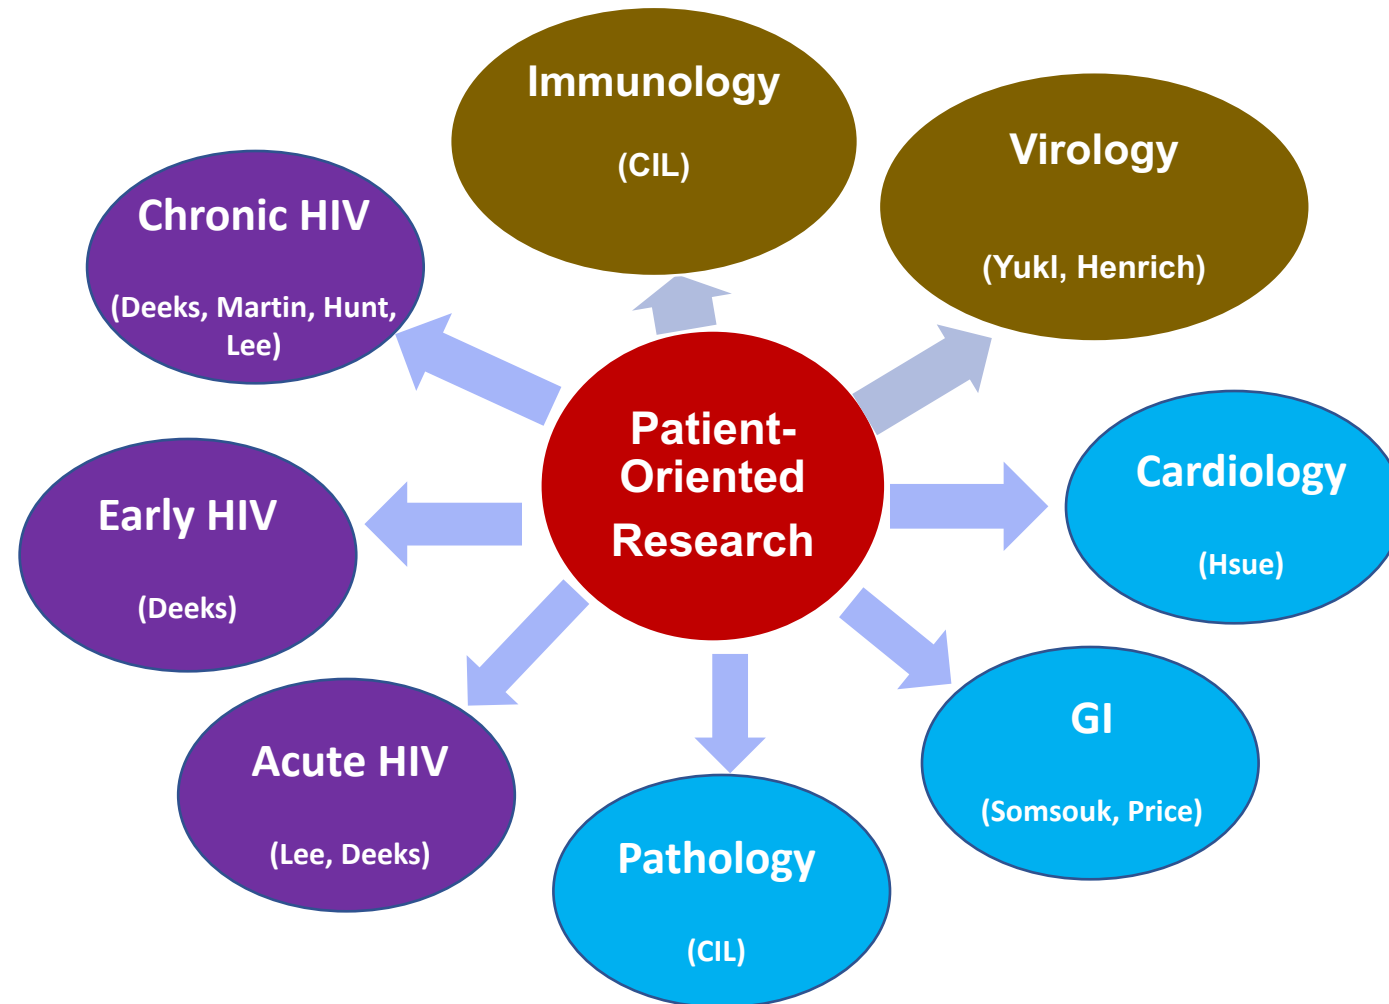 Immunology
(CIL)
Virology
(Yukl, Henrich)
Chronic HIV
(Deeks, Martin, Hunt,
Lee)
Patient-
Oriented
Research
Cardiology
(Hsue)
Early HIV
(Deeks)
GI
(Somsouk, Price)
Acute HIV
(Lee, Deeks)
Pathology
(CIL)